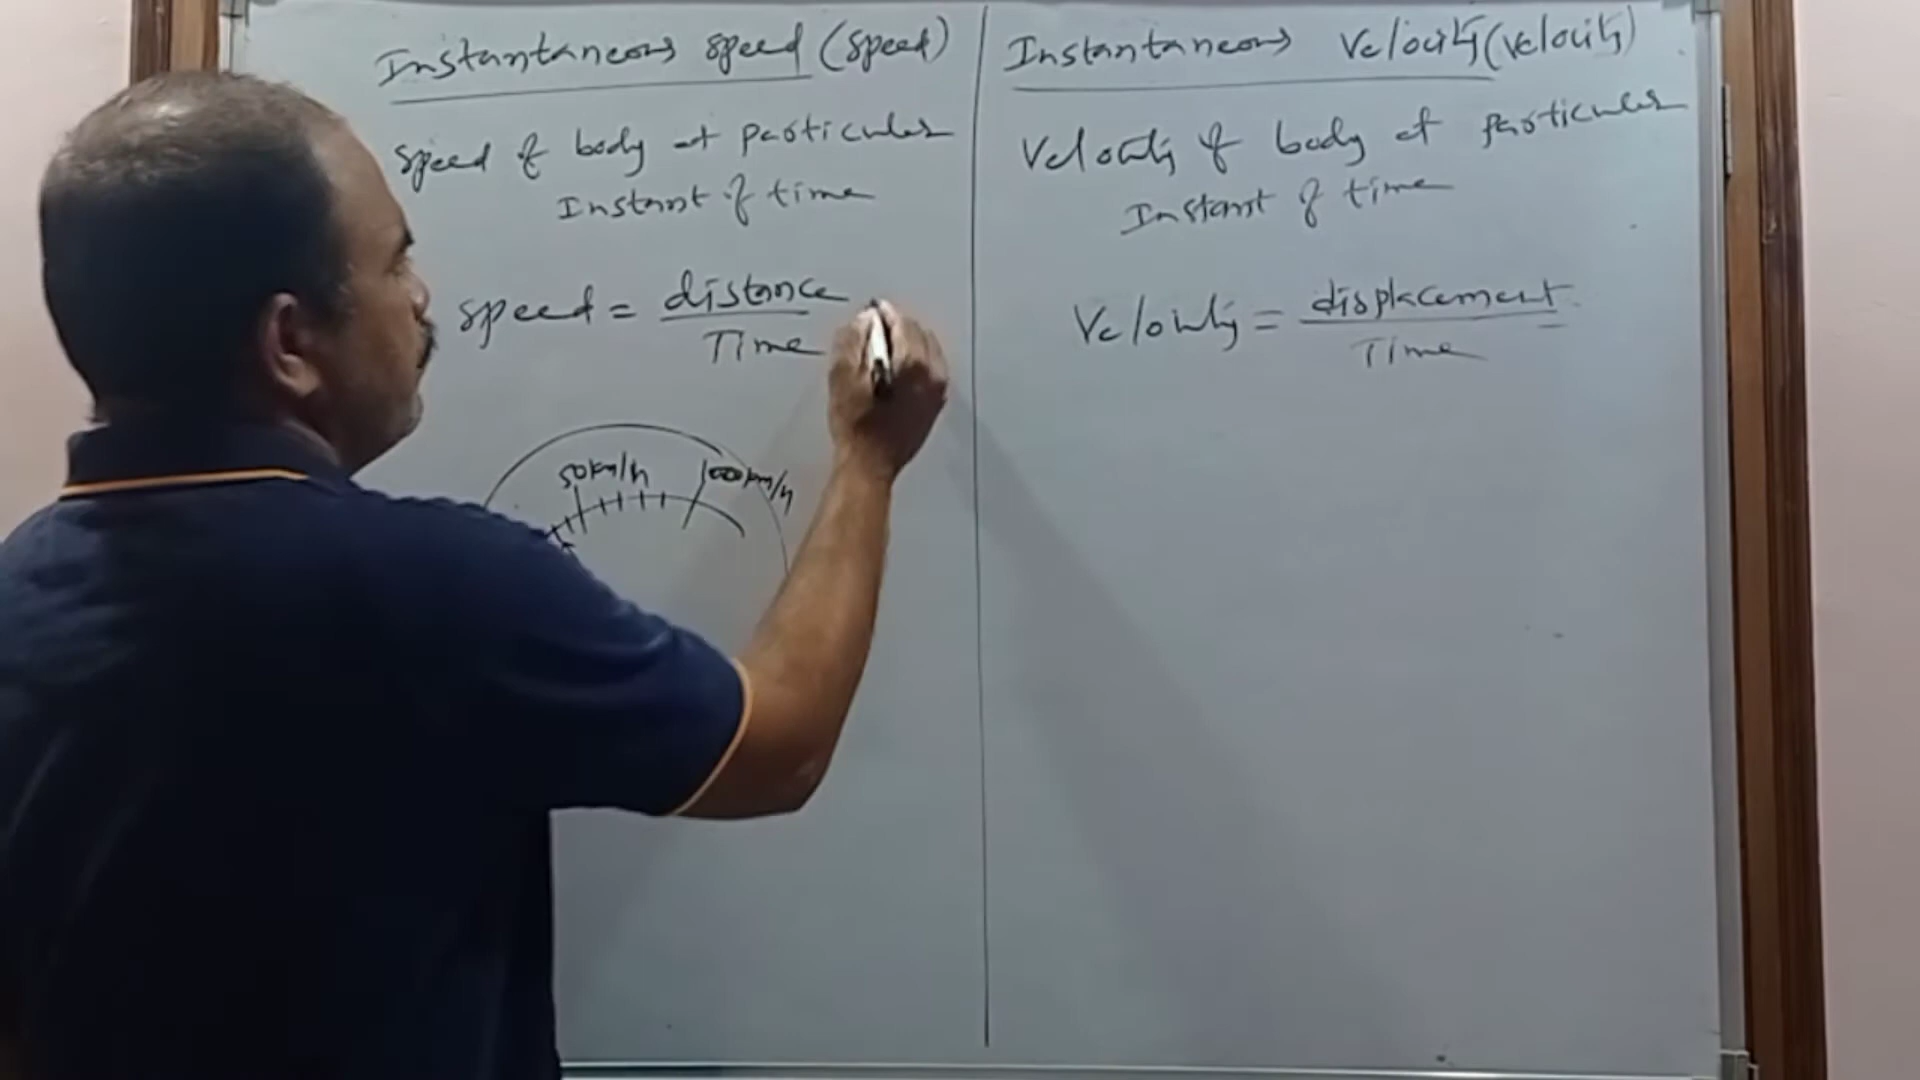 Instantaneous speed (speed)
speed of body at particular
Instant of time
speed = distance
Time
50km/h
100km/h
Instantaneous Velocity (Velocity)
Velocity of body at particular
Instant of time
Velocity = displacement
Time